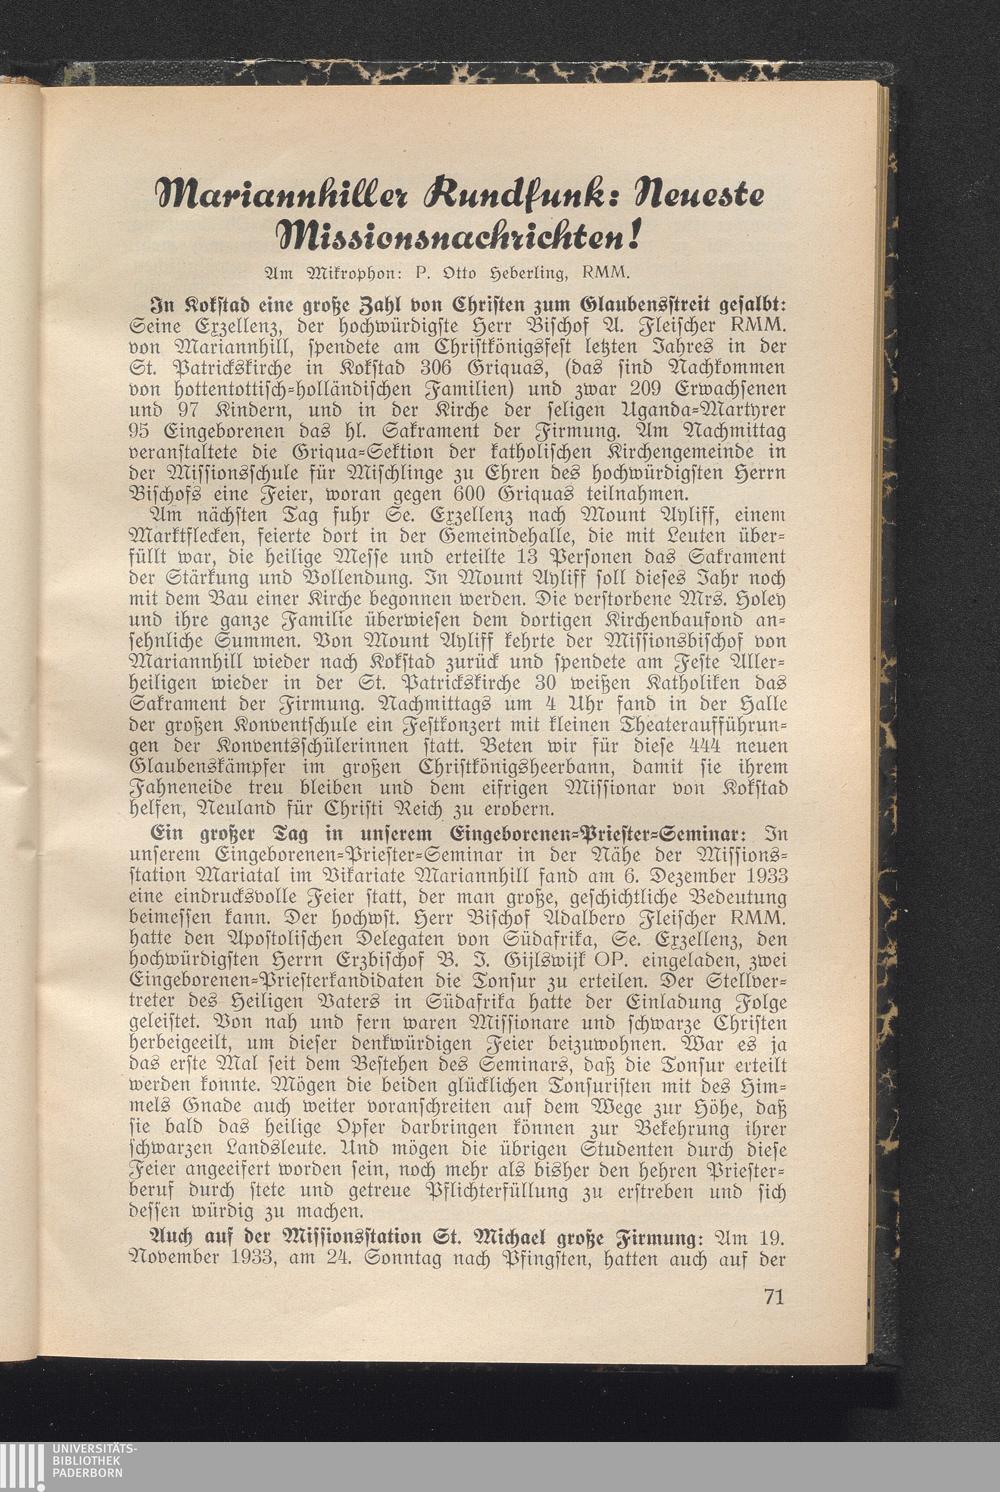 Mariannhiller Rundfunk: Neueste
Missionsnachrichten!
Am Mikrophon: P. Otto Heberling, RMM.
In Kokstad eine große Zahl von Christen zum Glaubensstreit gesalbt:
Seine Exzellenz, der hochwürdigste Herr Bischof A. Fleischer RMM.
von Mariannhill, spendete am Christkönigsfest letzten Jahres in der
St. Patrickskirche in Kokstad 306 Griquas, (das sind Nachkommen
von hottentottisch-holländischen Familien) und zwar 209 Erwachsenen
und 97 Kindern, und in der Kirche der seligen Uganda-Martyrer
95 Eingeborenen das hl. Sakrament der Firmung. Am Nachmittag
veranstaltete die Griqua-Sektion der katholischen Kirchengemeinde in
der Missionsschule für Mischlinge zu Ehren des hochwürdigsten Herrn
Bischofs eine Feier, woran gegen 600 Griquas teilnahmen.
Am nächsten Tag fuhr Se. Exzellenz nach Mount Ayliff, einem
Marktflecken, feierte dort in der Gemeindehalle, die mit Leuten über-
füllt war, die heilige Messe und erteilte 13 Personen das Sakrament
der Stärkung und Vollendung. In Mount Ayliff soll dieses Jahr noch
mit dem Bau einer Kirche begonnen werden. Die verstorbene Mrs. Holey
und ihre ganze Familie überwiesen dem dortigen Kirchenbaufond an-
sehnliche Summen. Von Mount Ayliff kehrte der Missionsbischof von
Mariannhill wieder nach Kokstad zurück und spendete am Feste Aller-
heiligen wieder in der St. Patrickskirche 30 weißen Katholiken das
Sakrament der Firmung. Nachmittags um 4 Uhr fand in der Halle
der großen Konventschule ein Festkonzert mit kleinen Theateraufführun-
gen der Konventsschülerinnen statt. Beten wir für diese 444 neuen
Glaubenskämpfer im großen Christkönigsheerbann, damit sie ihrem
Fahneneide treu bleiben und dem eifrigen Missionar von Kokstad
helfen, Neuland für Christi Reich zu erobern.
Ein großer Tag in unserem Eingeborenen-Priester-Seminar: In
unserem Eingeborenen-Priester-Seminar in der Nähe der Missions-
station Mariatal im Vikariate Mariannhill fand am 6. Dezember 1933
eine eindrucksvolle Feier statt, der man große, geschichtliche Bedeutung
beimessen kann. Der hochwst. Herr Bischof Adalbero Fleischer RMM.
hatte den Apostolischen Delegaten von Südafrika, Se. Exzellenz, den
hochwürdigsten Herrn Erzbischof B. J. Gijlswijk OP. eingeladen, zwei
Eingeborenen-Priesterkandidaten die Tonsur zu erteilen. Der Stellver-
treter des Heiligen Vaters in Südafrika hatte der Einladung Folge
geleistet. Von nah und fern waren Missionare und schwarze Christen
herbeigeeilt, um dieser denkwürdigen Feier beizuwohnen. War es ja
das erste Mal seit dem Bestehen des Seminars, daß die Tonsur erteilt
werden konnte. Mögen die beiden glücklichen Tonsuristen mit des Him-
mels Gnade auch weiter voranschreiten auf dem Wege zur Höhe, daß
sie bald das heilige Opfer darbringen können zur Bekehrung ihrer
schwarzen Landsleute. Und mögen die übrigen Studenten durch diese
Feier angeeifert worden sein, noch mehr als bisher den hehren Priester-
beruf durch stete und getreue Pflichterfüllung zu erstreben und sich
dessen würdig zu machen.
Auch auf der Missionsstation St. Michael große Firmung: Am 19.
November 1933, am 24. Sonntag nach Pfingsten, hatten auch auf der
71
UNIVERSITÄTS-
BIBLIOTHEK
PADERBORN